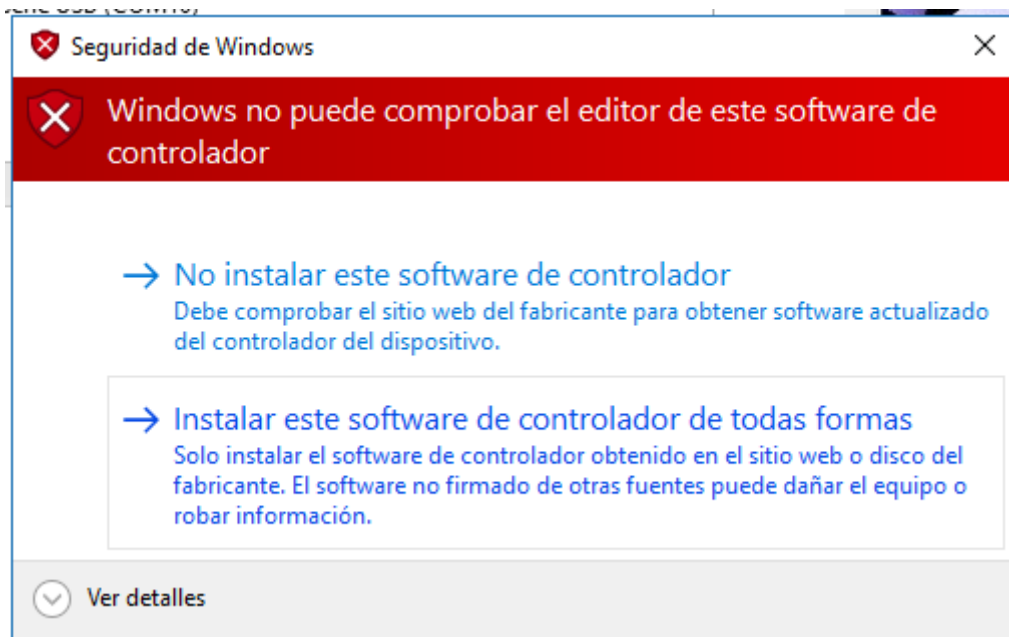 Seguridad de Windows
Windows no puede comprobar el editor de este software de
controlador
No instalar este software de controlador
Debe comprobar el sitio web del fabricante para obtener software actualizado
del controlador del dispositivo.
Instalar este software de controlador de todas formas
Solo instalar el software de controlador obtenido en el sitio web o disco del
fabricante. El software no firmado de otras fuentes puede dañar el equipo o
robar información.
Ver detalles